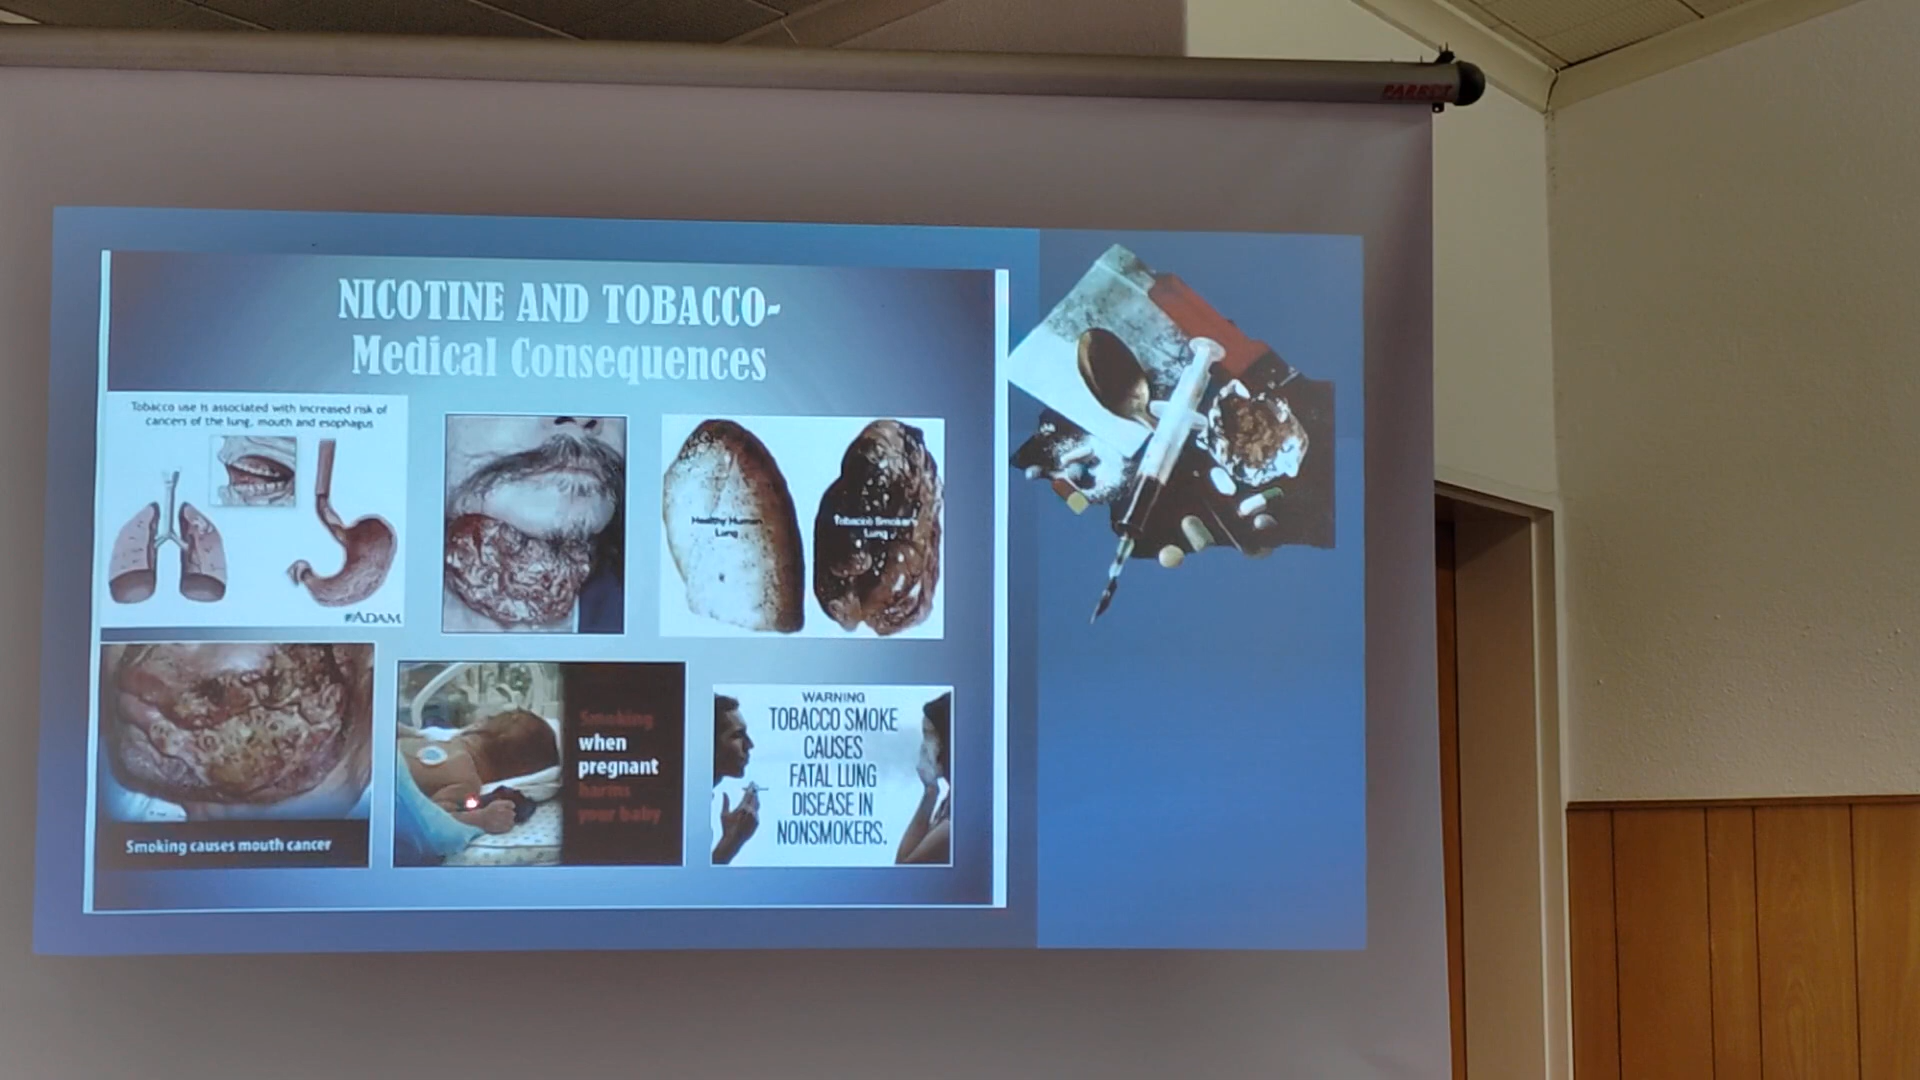 PARROT
NICOTINE AND TOBACCO-
Medical Consequences
Tobacco use is associated with increased risk of
cancers of the lung, mouth and esophagus
ADAM
Healthy Human
Lung
Tobacco Smoker's
Lung
Smoking causes mouth cancer
Smoking
when
pregnant
harms
your baby
WARNING
TOBACCO SMOKE
CAUSES
FATAL LUNG
DISEASE IN
NONSMOKERS.